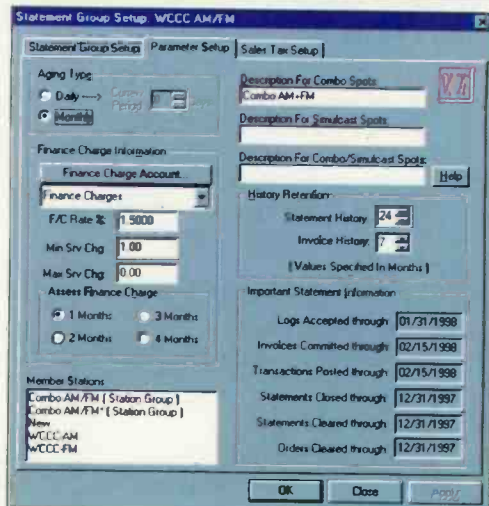 Statement Group Setup: WCCC AM/FM
Statement Group Setup
Parameter Setup
Sales Tax Setup
Aging Type
Daily --->
Period
Monthly
Finance Charge Information
Finance Charge Account...
Finance Charges
F/C Rate %: 1.5000
Min Srv Chg: 1.00
Max Srv Chg: 0.00
Assess Finance Charge
1 Months
3 Months
2 Months
4 Months
Member Stations
Combo AM/FM ( Station Group )
Combo AM/FM* ( Station Group )
New
WCCC-AM
WCCC-FM
Description For Combo Spots:
Combo AM+FM
Description For Simulcast Spots:
Description For Combo/Simulcast Spots:
Help
History Retention
Statement History: 24
Invoice History: 7
( Values Specified In Months )
Important Statement Information
Logs Accepted through: 01/31/1998
Invoices Committed through: 02/15/1998
Transactions Posted through: 02/15/1998
Statements Closed through: 12/31/1997
Statements Cleared through: 12/31/1997
Orders Cleared through: 12/31/1997
OK
Close
Apply